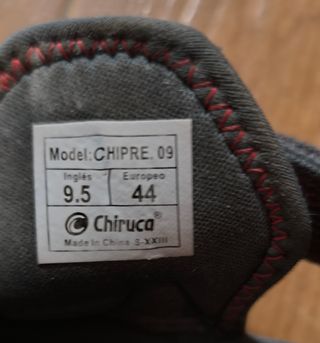 Model: CHIPRE. 09
Inglés Europeo
9.5 44
Chiruca®
Made In China S-XXIII